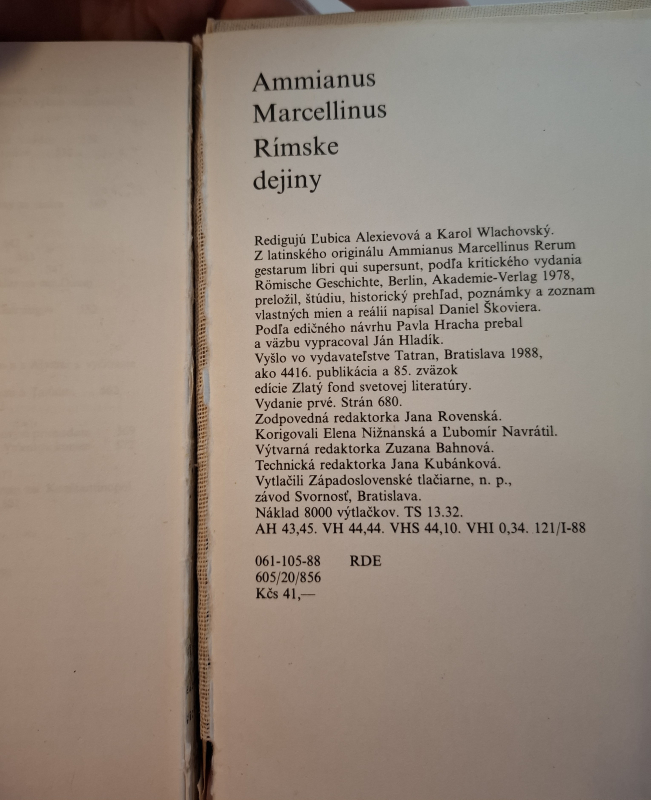 Ammianus
Marcellinus
Rímske
dejiny
Redigujú Ľubica Alexievová a Karol Wlachovský.
Z latinského originálu Ammianus Marcellinus Rerum
gestarum libri qui supersunt, podľa kritického vydania
Römische Geschichte, Berlin, Akademie-Verlag 1978,
preložil, štúdiu, historický prehľad, poznámky a zoznam
vlastných mien a reálií napísal Daniel Škoviera.
Podľa edičného návrhu Pavla Hracha prebal
a väzbu vypracoval Ján Hladík.
Vyšlo vo vydavateľstve Tatran, Bratislava 1988,
ako 4416. publikácia a 85. zväzok
edície Zlatý fond svetovej literatúry.
Vydanie prvé. Strán 680.
Zodpovedná redaktorka Jana Rovenská.
Korigovali Elena Nižnanská a Ľubomír Navrátil.
Výtvarná redaktorka Zuzana Bahnová.
Technická redaktorka Jana Kubánková.
Vytlačili Západoslovenské tlačiarne, n. p.,
závod Svornosť, Bratislava.
Náklad 8000 výtlačkov. TS 13.32.
AH 43,45. VH 44,44. VHS 44,10. VHI 0,34. 121/I-88
061-105-88 RDE
605/20/856
Kčs 41,—